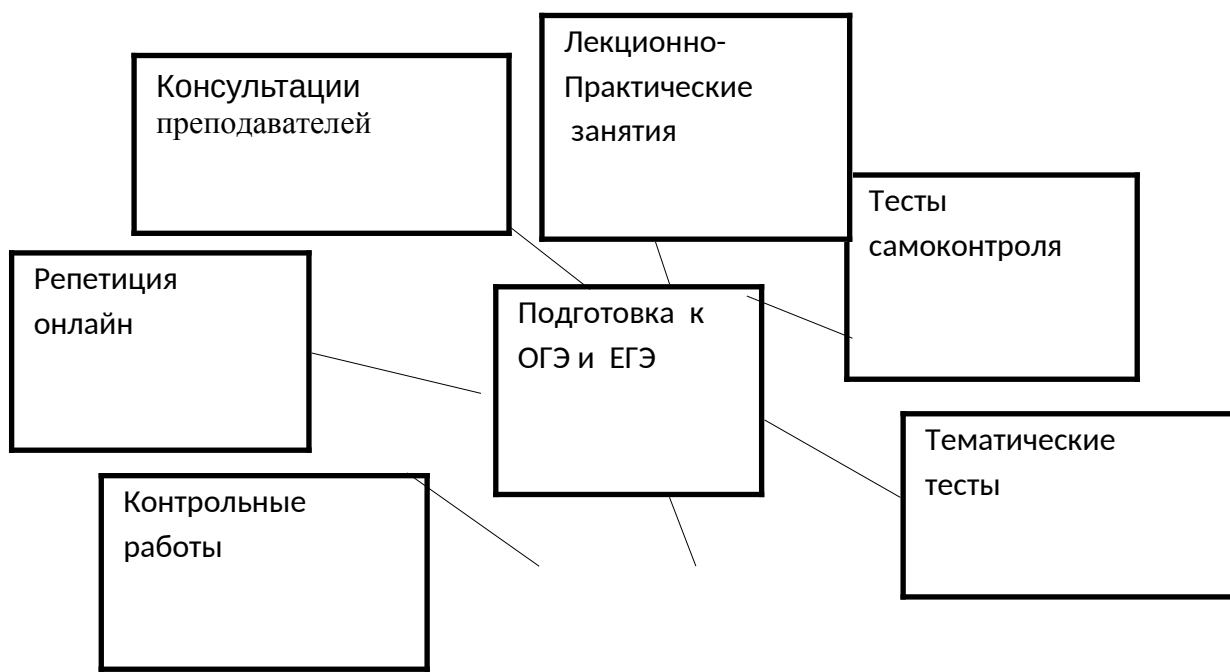 Консультации
преподавателей
Лекционно-
Практические
занятия
Тесты
самоконтроля
Репетиция
онлайн
Подготовка к
ОГЭ и ЕГЭ
Тематические
тесты
Контрольные
работы